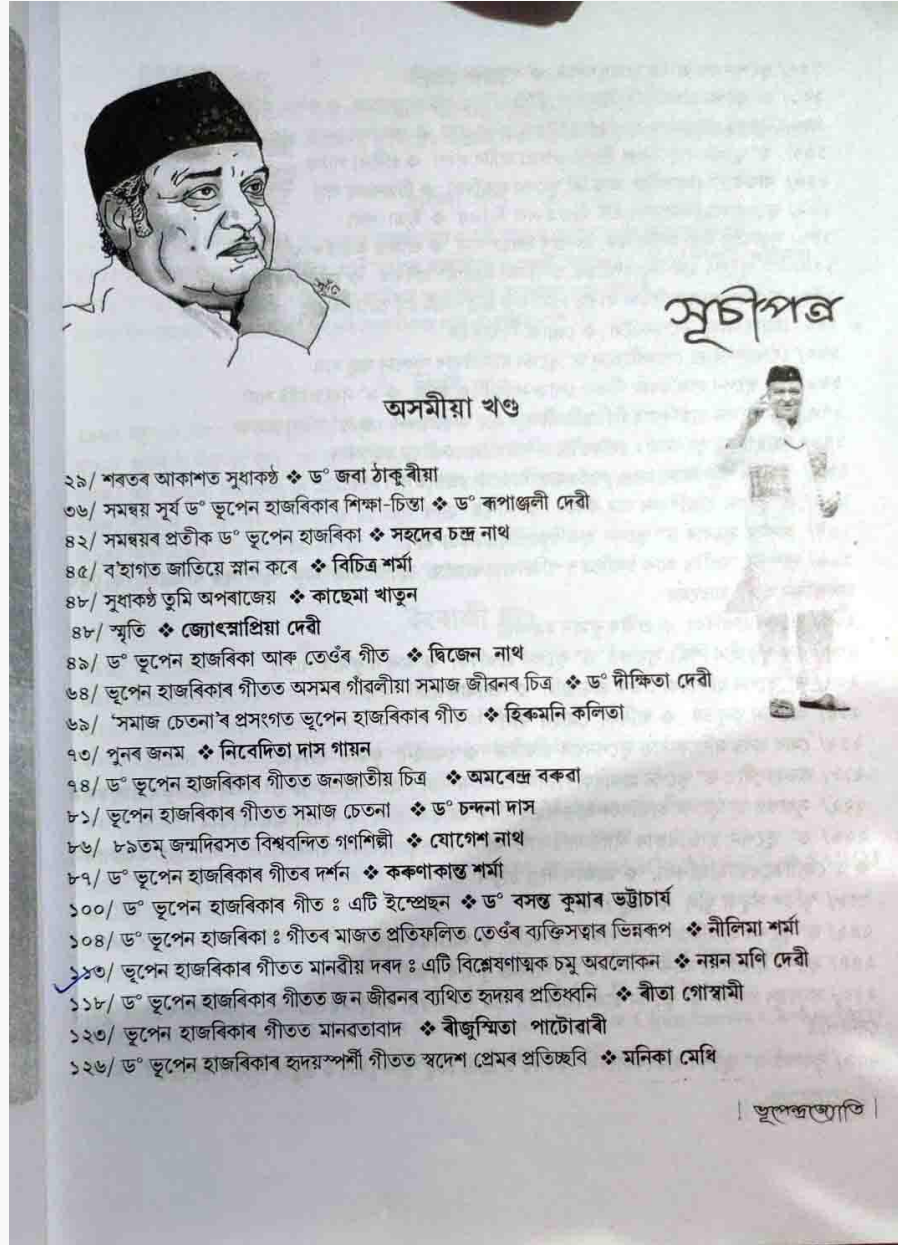 সূচীপত্ৰ
অসমীয়া খণ্ড
২৯/ শৰতৰ আকাশত সুধাকণ্ঠ ❖ ড° জৰা ঠাকুৰীয়া
৩৬/ সমন্বয় সূৰ্য ড° ভূপেন হাজৰিকাৰ শিক্ষা-চিন্তা ❖ ড° ৰূপাঞ্জলী দেৱী
৪২/ সমন্বয়ৰ প্ৰতীক ড° ভূপেন হাজৰিকা ❖ সহদেৱ চন্দ্ৰ নাথ
৪৫/ ব'হাগত জাতিয়ে স্নান কৰে ❖ বিচিত্ৰ শৰ্মা
৪৮/ সুধাকণ্ঠ তুমি অপৰাজেয় ❖ কাছেমা খাতুন
৪৮/ স্মৃতি ❖ জ্যোৎস্নাপ্ৰিয়া দেৱী
৪৯/ ড° ভূপেন হাজৰিকা আৰু তেওঁৰ গীত ❖ দ্বিজেন নাথ
৬৪/ ভূপেন হাজৰিকাৰ গীতত অসমৰ গাঁৱলীয়া সমাজ জীৱনৰ চিত্ৰ ❖ ড° দীক্ষিতা দেৱী
৬৯/ 'সমাজ চেতনা'ৰ প্ৰসংগত ভূপেন হাজৰিকাৰ গীত ❖ হিৰুমনি কলিতা
৭৩/ পুনৰ জনম ❖ নিবেদিতা দাস গায়ন
৭৪/ ড° ভূপেন হাজৰিকাৰ গীতত জনজাতীয় চিত্ৰ ❖ অমৰেন্দ্ৰ বৰুৱা
৮১/ ভূপেন হাজৰিকাৰ গীতত সমাজ চেতনা ❖ ড° চন্দনা দাস
৮৬/ ৮৯তম্ জন্মদিৱসত বিশ্ববন্দিত গণশিল্পী ❖ যোগেশ নাথ
৮৭/ ড° ভূপেন হাজৰিকাৰ গীতৰ দৰ্শন ❖ কৰুণাকান্ত শৰ্মা
১০০/ ড° ভূপেন হাজৰিকাৰ গীত : এটি ইম্প্ৰেছন ❖ ড° বসন্ত কুমাৰ ভট্টাচাৰ্য
১০৪/ ড° ভূপেন হাজৰিকা : গীতৰ মাজত প্ৰতিফলিত তেওঁৰ ব্যক্তিসত্বাৰ ভিন্নৰূপ ❖ নীলিমা শৰ্মা
১১৩/ ভূপেন হাজৰিকাৰ গীতত মানৱীয় দৰদ : এটি বিশ্লেষণাত্মক চমু অৱলোকন ❖ নয়ন মণি দেৱী
১১৮/ ড° ভূপেন হাজৰিকাৰ গীতত জন জীৱনৰ ব্যথিত হৃদয়ৰ প্ৰতিধ্বনি ❖ ৰীতা গোস্বামী
১২৩/ ভূপেন হাজৰিকাৰ গীতত মানৱতাবাদ ❖ ৰীজুস্মিতা পাটোৱাৰী
১২৬/ ড° ভূপেন হাজৰিকাৰ হৃদয়স্পৰ্শী গীতত স্বদেশ প্ৰেমৰ প্ৰতিচ্ছবি ❖ মনিকা মেধি
| ভূপেন্দ্ৰজ্যোতি |